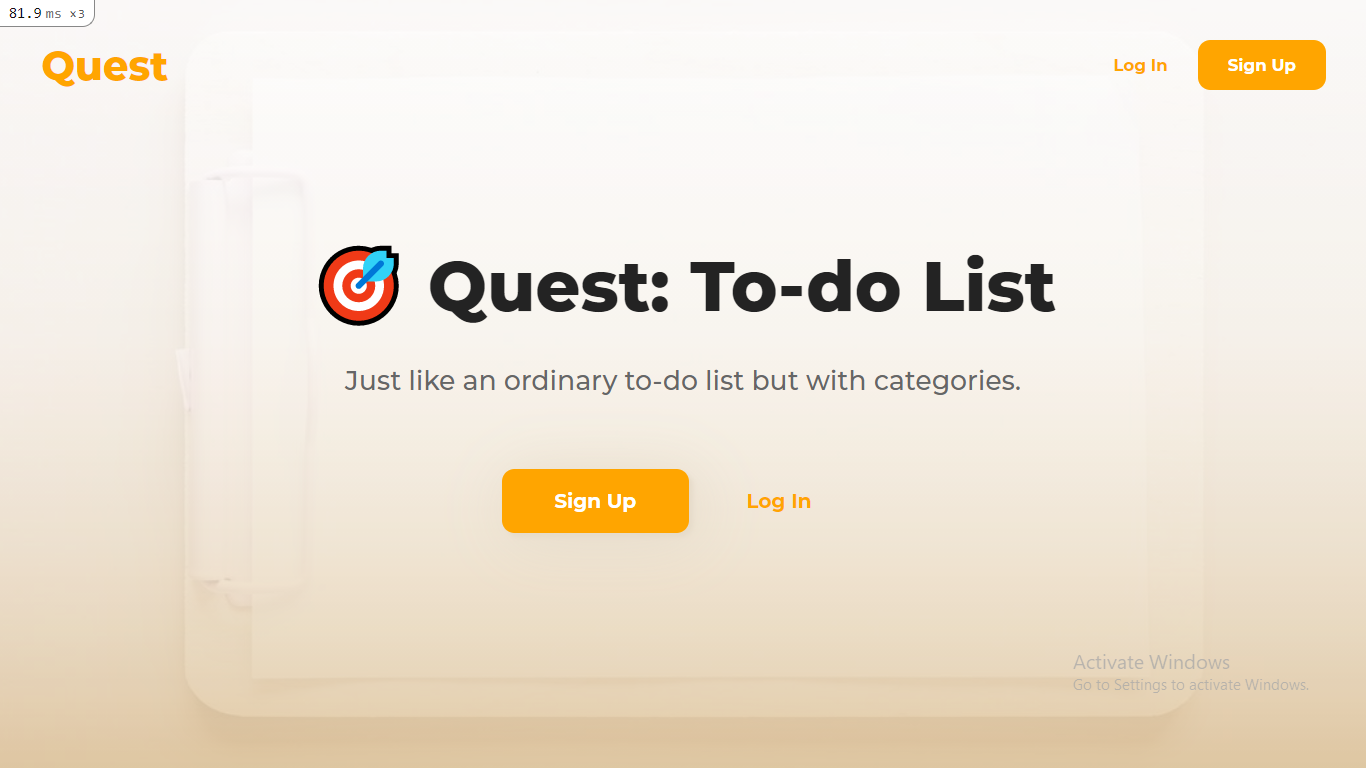 81.9 ms ×3
Quest
Log In
Sign Up
Quest: To-do List
Just like an ordinary to-do list but with categories.
Sign Up
Log In
Activate Windows
Go to Settings to activate Windows.